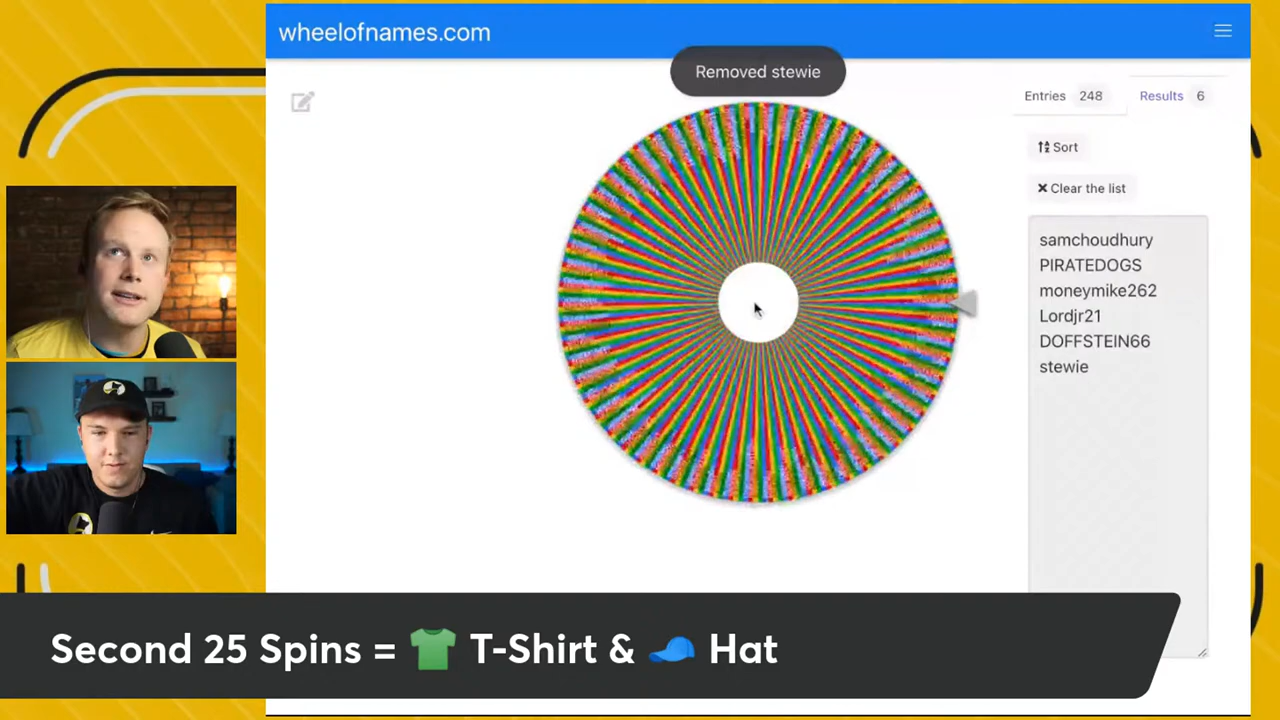 wheelofnames.com
Removed stewie
Entries 248
Results 6
Sort
Clear the list
samchoudhury
PIRATEDOGS
moneymike262
Lordjr21
DOFFSTEIN66
stewie
Second 25 Spins = T-Shirt & Hat